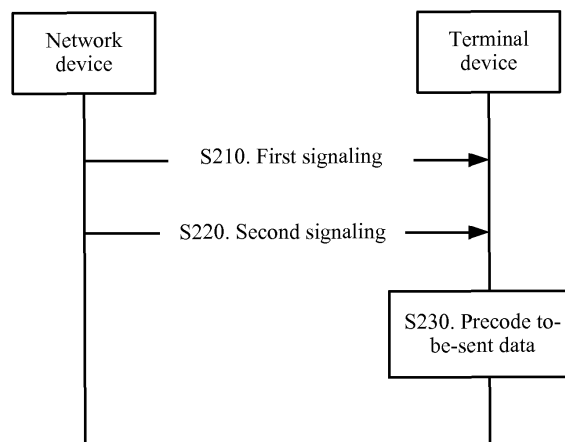 Network
device
Terminal
device
S210. First signaling
S220. Second signaling
S230. Precode to-
be-sent data